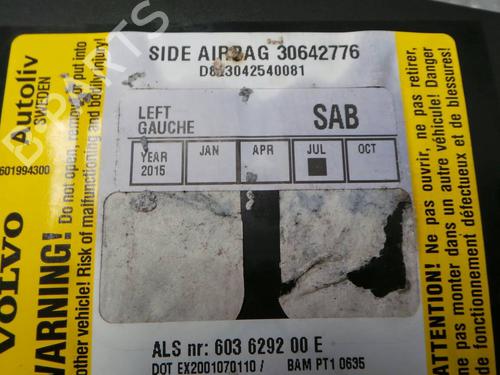 SIDE AIRBAG 30642776
LEFT
GAUCHE
SAB
YEAR
2015
JAN
APR
JUL
OCT
ALS nr: 603 6292 00 E
DOT EX2001070110 / BAM PT1 0635
Autoliv
SWEDEN
601994300
VOLVO
WARNING!
Do not open, remove or put into
other vehicle! Risk of malfunctioning and bodily injury!
ATTENTION! Ne pas ouvrir, ne pas retirer,
ne pas monter dans un autre véhicule! Danger
de fonctionnement défectueux et de blessures!
B-PARTS